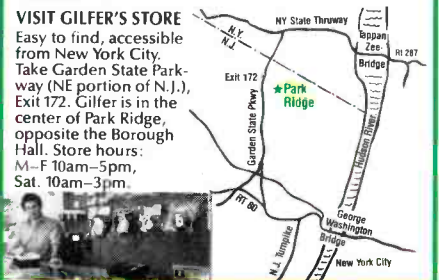 VISIT GILFER'S STORE
Easy to find, accessible
from New York City.
Take Garden State Park-
way (NE portion of N.J.),
Exit 172. Gilfer is in the
center of Park Ridge,
opposite the Borough
Hall. Store hours:
M–F 10am–5pm,
Sat. 10am–3pm.
NY State Thruway
N.Y.
N.J.
Tappan
Zee
Bridge
Rt 287
Exit 172
★Park
Ridge
Garden State Pkwy
Hudson River
RT 80
George
Washington
Bridge
N.J. Turnpike
New York City